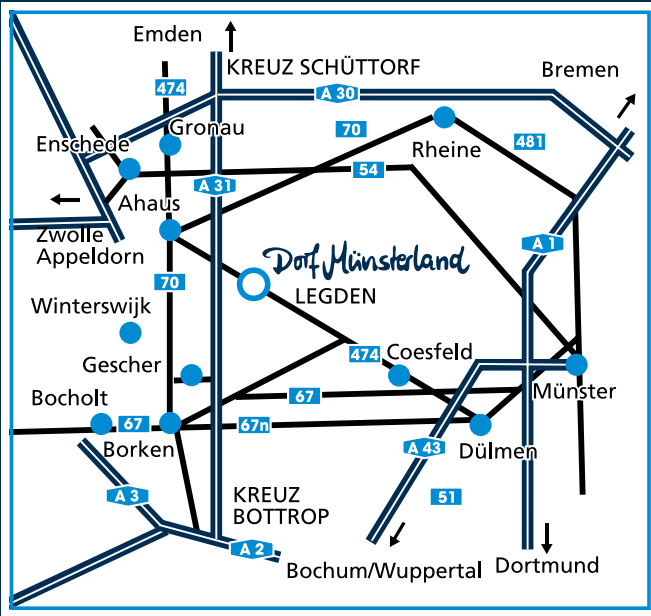 Emden
KREUZ SCHÜTTORF
Bremen
474
A 30
70
Gronau
Enschede
Rheine
481
54
A 31
Ahaus
Zwolle
Appeldorn
A 1
Dorf Münsterland
LEGDEN
70
Winterswijk
474
Coesfeld
Gescher
67
Münster
Bocholt
67
67n
Borken
A 43
Dülmen
A 3
KREUZ
BOTTROP
51
A 2
Bochum/Wuppertal
Dortmund